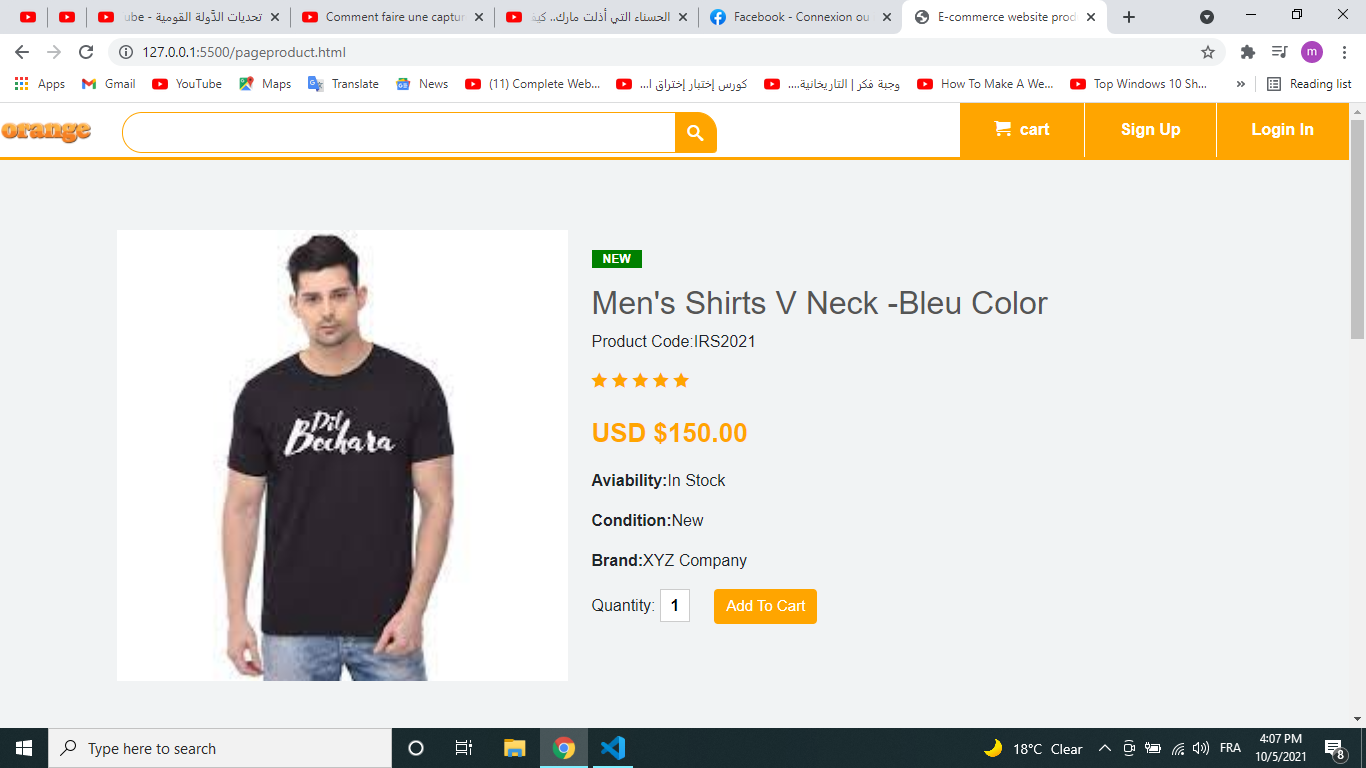 تحديات الدَّولة القومية - Tube
Comment faire une captur
الحسناء التي أذلت مارك.. كيف
Facebook - Connexion ou
E-commerce website prod
127.0.0.1:5500/pageproduct.html
m
Apps
Gmail
YouTube
Maps
Translate
News
(11) Complete Web...
كورس إختبار إختراق ا...
وجبة فكر | التاريخانية....
How To Make A We...
Top Windows 10 Sh...
»
Reading list
orange
cart
Sign Up
Login In
NEW
Men's Shirts V Neck -Bleu Color
Product Code:IRS2021
USD $150.00
Aviability:In Stock
Condition:New
Brand:XYZ Company
Quantity: 1
Add To Cart
Dil
Bechara
Type here to search
18°C Clear
FRA
4:07 PM
10/5/2021
8